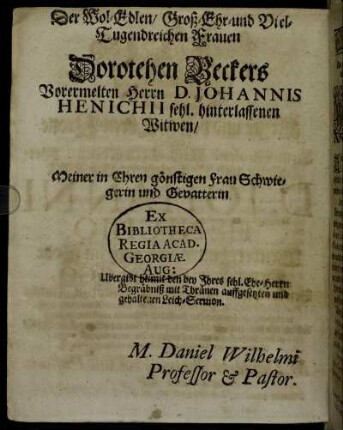 Der Wol-Edlen/ Groß-Ehr-und Viel-
Tugendreichen Frauen
Dorotehen Beckers
Vorermelten Herrn D. JOHANNIS
HENICHII sehl. hinterlassenen
Witwen/
Meiner in Ehren gönstigen Frau Schwie-
gerin und Gevatterin
EX
BIBLIOTHECA
REGIA ACAD.
GEORGIÆ.
AUG:
Ubergibt hiemit den bey Ihres sehl. Ehe-Herrn
Begräbniß mit Thränen auffgesetzten und
gehaltenen Leich-Sermon.
M. Daniel Wilhelmi
Professor & Pastor.